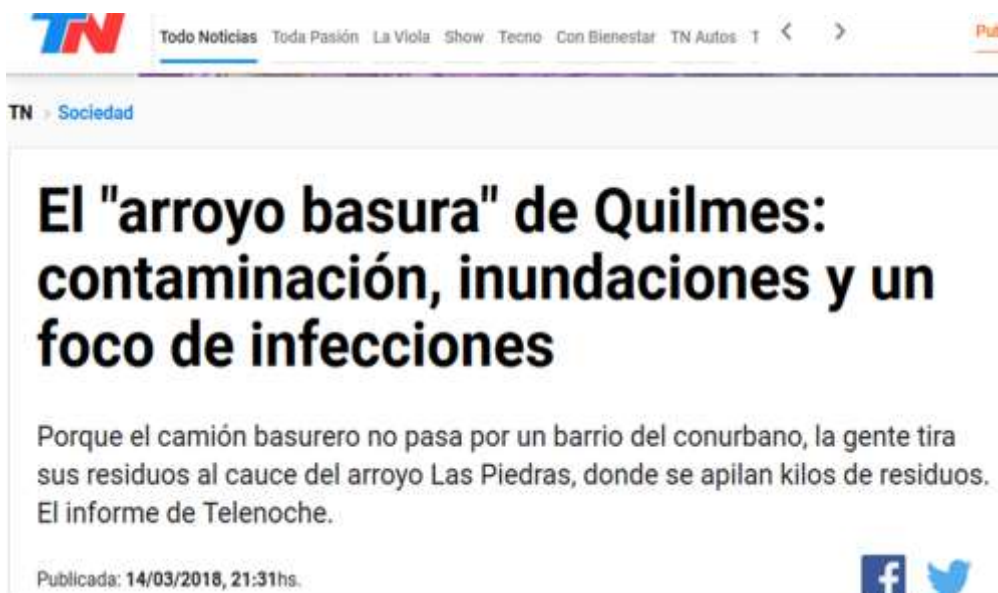 TN
Todo Noticias Toda Pasión La Viola Show Tecno Con Bienestar TN Autos
TN > Sociedad
El "arroyo basura" de Quilmes:
contaminación, inundaciones y un
foco de infecciones
Porque el camión basurero no pasa por un barrio del conurbano, la gente tira
sus residuos al cauce del arroyo Las Piedras, donde se apilan kilos de residuos.
El informe de Telenoche.
Publicada: 14/03/2018, 21:31hs.